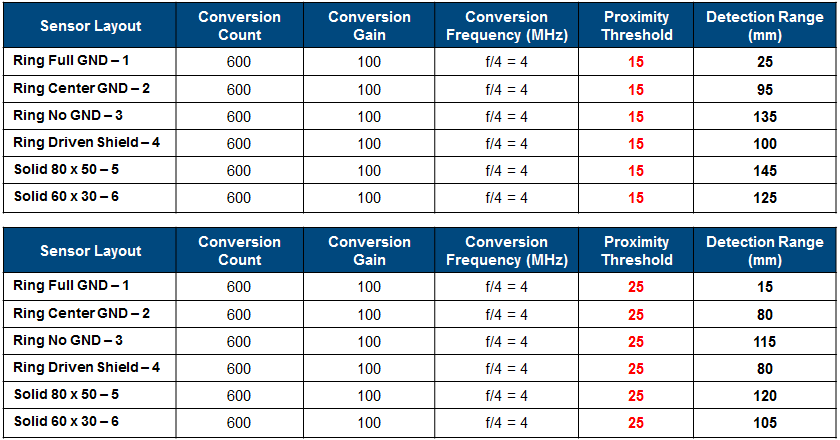 Sensor Layout Conversion Count Conversion Gain Conversion Frequency (MHz) Proximity Threshold Detection Range (mm)
Ring Full GND – 1 600 100 f/4 = 4 15 25
Ring Center GND – 2 600 100 f/4 = 4 15 95
Ring No GND – 3 600 100 f/4 = 4 15 135
Ring Driven Shield – 4 600 100 f/4 = 4 15 100
Solid 80 x 50 – 5 600 100 f/4 = 4 15 145
Solid 60 x 30 – 6 600 100 f/4 = 4 15 125
Sensor Layout Conversion Count Conversion Gain Conversion Frequency (MHz) Proximity Threshold Detection Range (mm)
Ring Full GND – 1 600 100 f/4 = 4 25 15
Ring Center GND – 2 600 100 f/4 = 4 25 80
Ring No GND – 3 600 100 f/4 = 4 25 115
Ring Driven Shield – 4 600 100 f/4 = 4 25 80
Solid 80 x 50 – 5 600 100 f/4 = 4 25 120
Solid 60 x 30 – 6 600 100 f/4 = 4 25 105